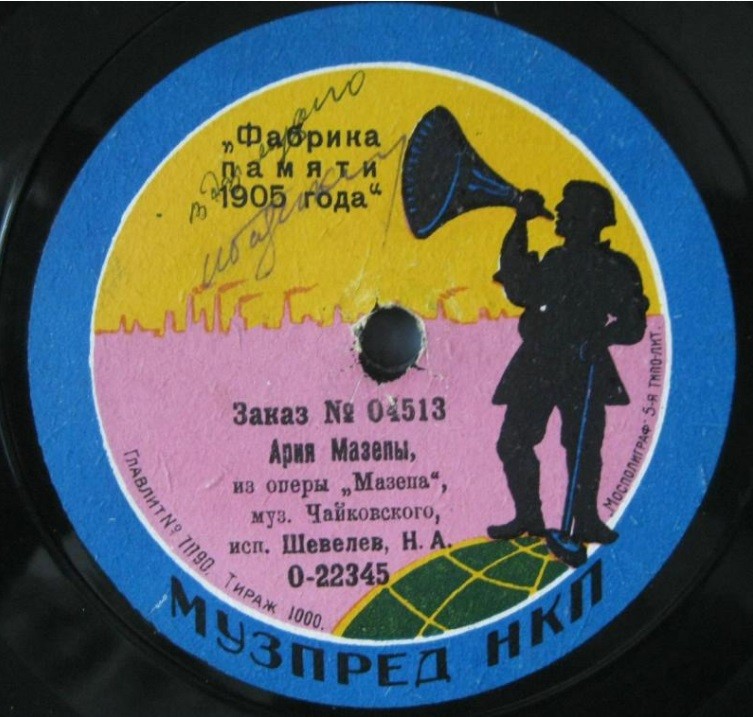 „Фабрика
памяти
1905 года“
Заказ № 04513
Ария Мазепы,
из оперы „Мазепа“,
муз. Чайковского,
исп. Шевелев, Н. А.
О-22345
Главлит № 71190. Тираж 1000.
„Мосполиграф“ 5-я типо-лит.
МУЗПРЕД НКП